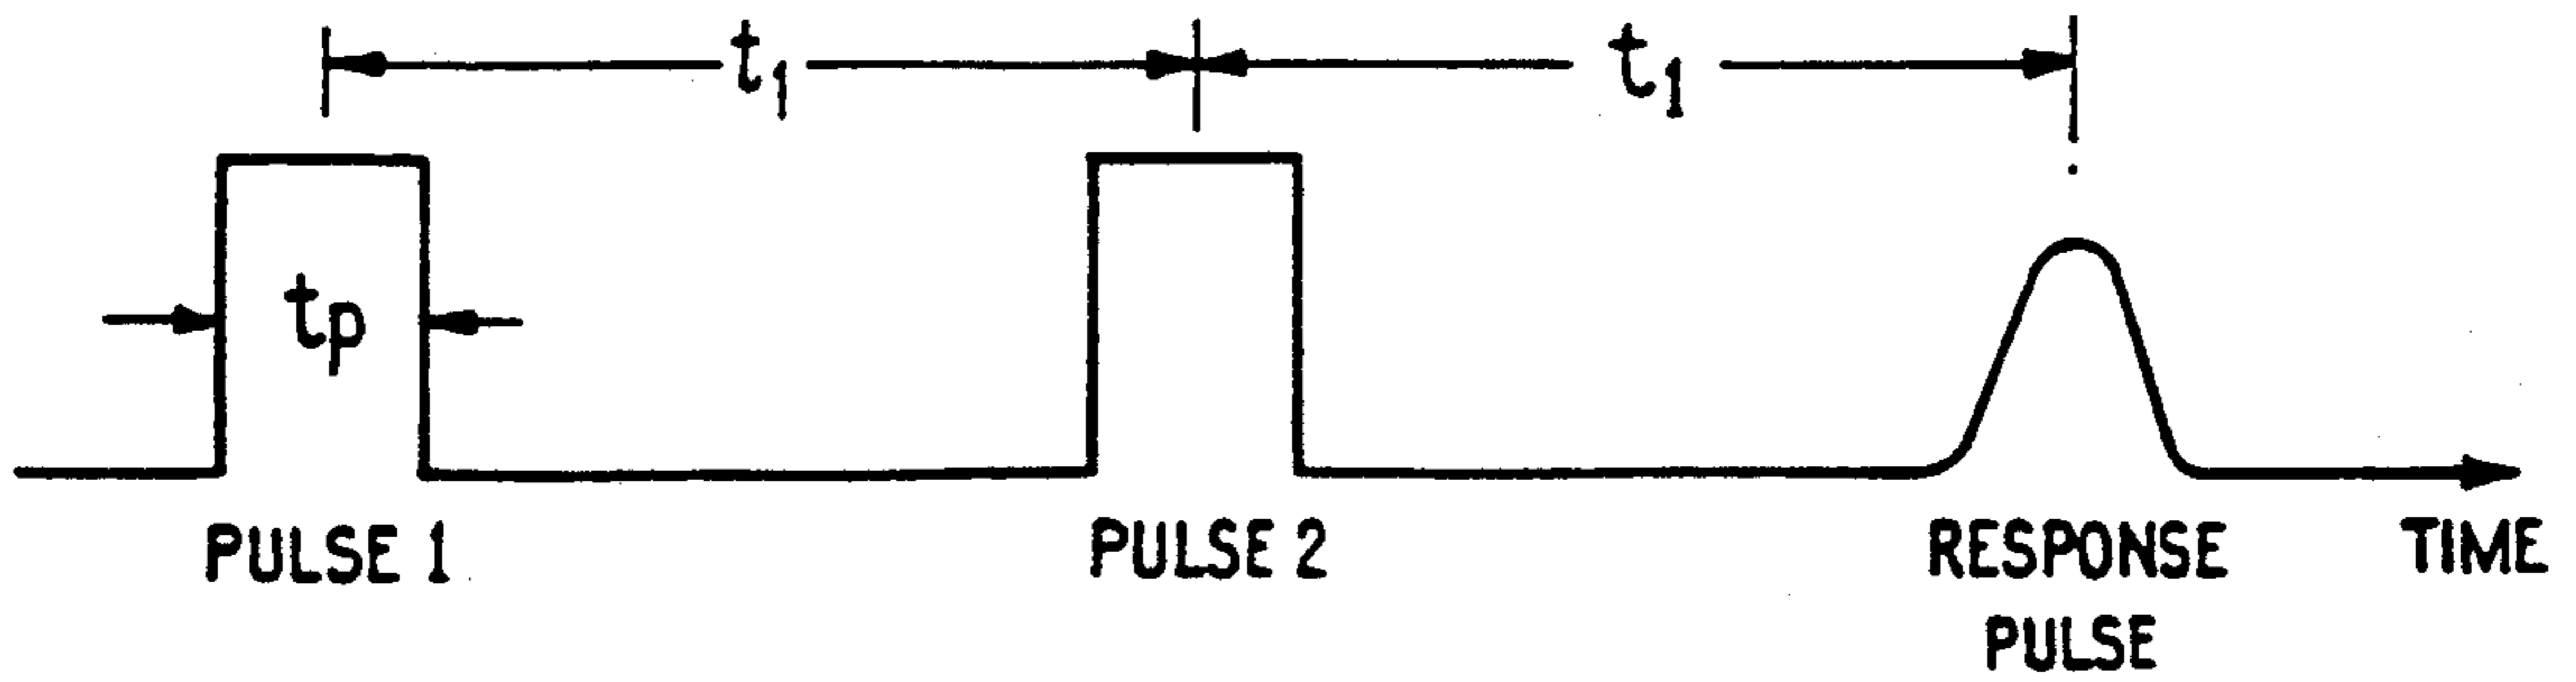 t₁ t₁
tp
PULSE 1 PULSE 2 RESPONSE TIME
PULSE